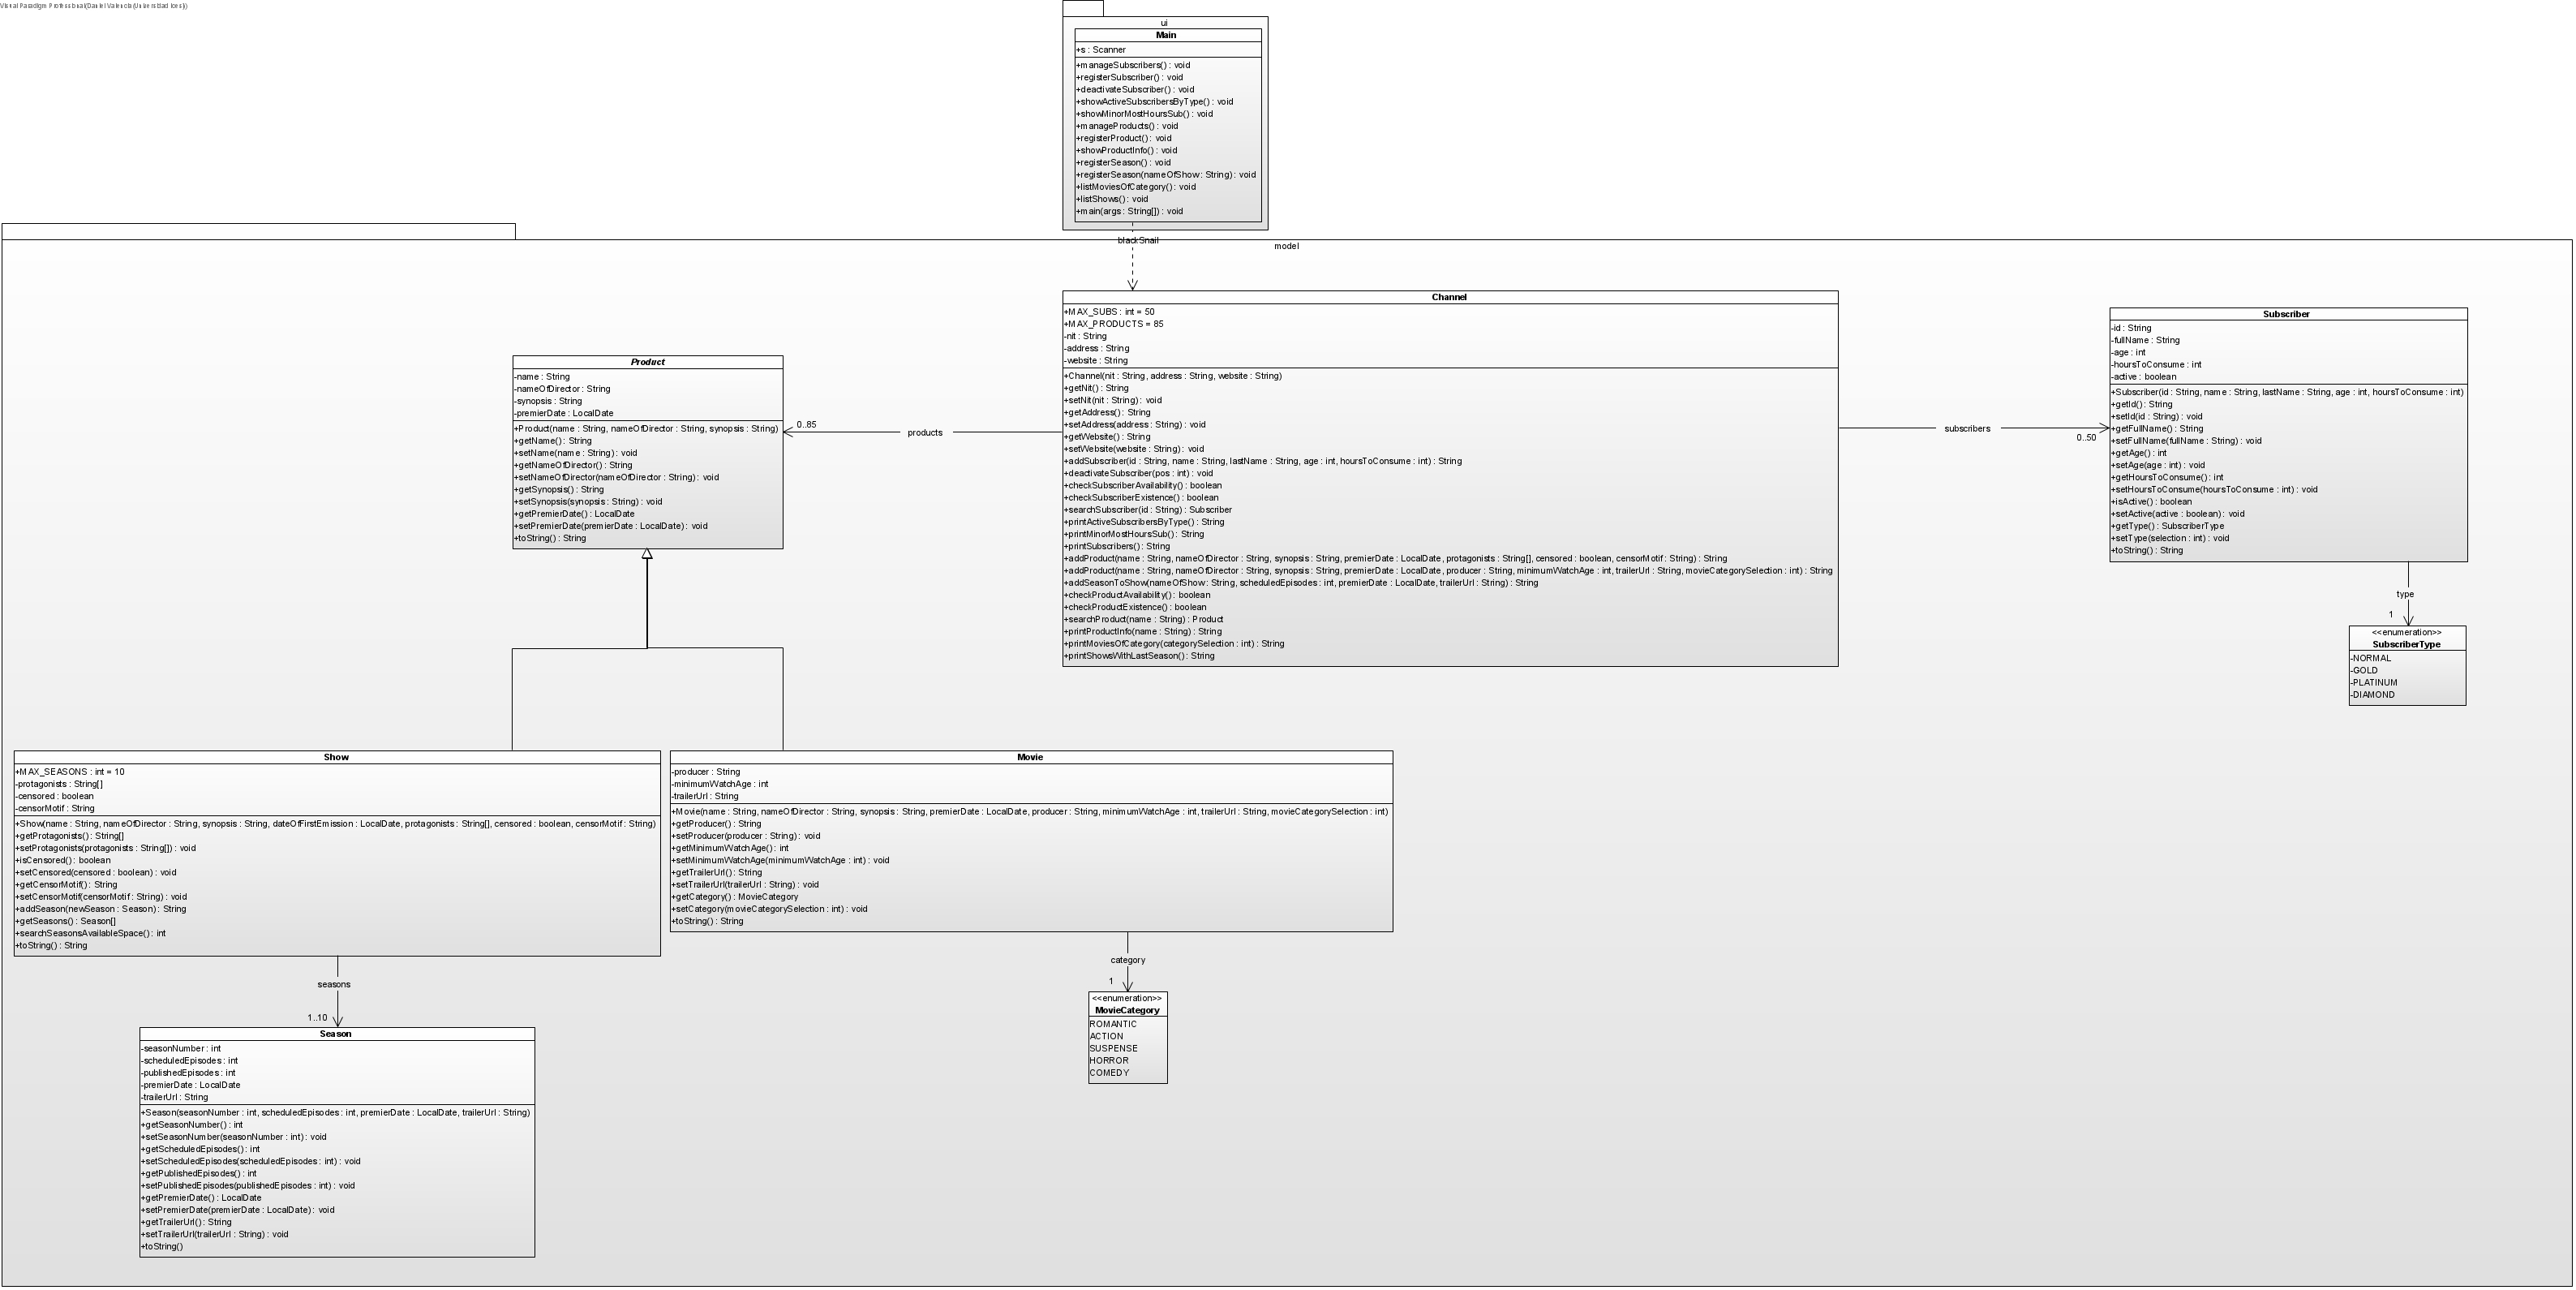 Visual Paradigm Professional(Daniel Valencia(Universidad Icesi))
ui
Main
+s : Scanner
+manageSubscribers() : void
+registerSubscriber() : void
+deactivateSubscriber() : void
+showActiveSubscribersByType() : void
+showMinorMostHoursSub() : void
+manageProducts() : void
+registerProduct() : void
+showProductInfo() : void
+registerSeason() : void
+registerSeason(nameOfShow : String) : void
+listMoviesOfCategory() : void
+listShows() : void
+main(args : String[]) : void
blackSnail
model
Channel
+MAX_SUBS : int = 50
+MAX_PRODUCTS = 85
-nit : String
-address : String
-website : String
+Channel(nit : String, address : String, website : String)
+getNit() : String
+setNit(nit : String) : void
+getAddress() : String
+setAddress(address : String) : void
+getWebsite() : String
+setWebsite(website : String) : void
+addSubscriber(id : String, name : String, lastName : String, age : int, hoursToConsume : int) : String
+deactivateSubscriber(pos : int) : void
+checkSubscriberAvailability() : boolean
+checkSubscriberExistence() : boolean
+searchSubscriber(id : String) : Subscriber
+printActiveSubscribersByType() : String
+printMinorMostHoursSub() : String
+printSubscribers() : String
+addProduct(name : String, nameOfDirector : String, synopsis : String, premierDate : LocalDate, protagonists : String[], censored : boolean, censorMotif : String) : String
+addProduct(name : String, nameOfDirector : String, synopsis : String, premierDate : LocalDate, producer : String, minimumWatchAge : int, trailerUrl : String, movieCategorySelection : int) : String
+addSeasonToShow(nameOfShow : String, scheduledEpisodes : int, premierDate : LocalDate, trailerUrl : String) : String
+checkProductAvailability() : boolean
+checkProductExistence() : boolean
+searchProduct(name : String) : Product
+printProductInfo(name : String) : String
+printMoviesOfCategory(categorySelection : int) : String
+printShowsWithLastSeason() : String
Subscriber
-id : String
-fullName : String
-age : int
-hoursToConsume : int
-active : boolean
+Subscriber(id : String, name : String, lastName : String, age : int, hoursToConsume : int)
+getId() : String
+setId(id : String) : void
+getFullName() : String
+setFullName(fullName : String) : void
+getAge() : int
+setAge(age : int) : void
+getHoursToConsume() : int
+setHoursToConsume(hoursToConsume : int) : void
+isActive() : boolean
+setActive(active : boolean) : void
+getType() : SubscriberType
+setType(selection : int) : void
+toString() : String
Product
-name : String
-nameOfDirector : String
-synopsis : String
-premierDate : LocalDate
+Product(name : String, nameOfDirector : String, synopsis : String)
+getName() : String
+setName(name : String) : void
+getNameOfDirector() : String
+setNameOfDirector(nameOfDirector : String) : void
+getSynopsis() : String
+setSynopsis(synopsis : String) : void
+getPremierDate() : LocalDate
+setPremierDate(premierDate : LocalDate) : void
+toString() : String
0..85
products
subscribers
0..50
type
1
<<enumeration>>
SubscriberType
-NORMAL
-GOLD
-PLATINUM
-DIAMOND
Show
+MAX_SEASONS : int = 10
-protagonists : String[]
-censored : boolean
-censorMotif : String
+Show(name : String, nameOfDirector : String, synopsis : String, dateOfFirstEmission : LocalDate, protagonists : String[], censored : boolean, censorMotif : String)
+getProtagonists() : String[]
+setProtagonists(protagonists : String[]) : void
+isCensored() : boolean
+setCensored(censored : boolean) : void
+getCensorMotif() : String
+setCensorMotif(censorMotif : String) : void
+addSeason(newSeason : Season) : String
+getSeasons() : Season[]
+searchSeasonsAvailableSpace() : int
+toString() : String
Movie
-producer : String
-minimumWatchAge : int
-trailerUrl : String
+Movie(name : String, nameOfDirector : String, synopsis : String, premierDate : LocalDate, producer : String, minimumWatchAge : int, trailerUrl : String, movieCategorySelection : int)
+getProducer() : String
+setProducer(producer : String) : void
+getMinimumWatchAge() : int
+setMinimumWatchAge(minimumWatchAge : int) : void
+getTrailerUrl() : String
+setTrailerUrl(trailerUrl : String) : void
+getCategory() : MovieCategory
+setCategory(movieCategorySelection : int) : void
+toString() : String
seasons
1..10
category
1
<<enumeration>>
MovieCategory
ROMANTIC
ACTION
SUSPENSE
HORROR
COMEDY
Season
-seasonNumber : int
-scheduledEpisodes : int
-publishedEpisodes : int
-premierDate : LocalDate
-trailerUrl : String
+Season(seasonNumber : int, scheduledEpisodes : int, premierDate : LocalDate, trailerUrl : String)
+getSeasonNumber() : int
+setSeasonNumber(seasonNumber : int) : void
+getScheduledEpisodes() : int
+setScheduledEpisodes(scheduledEpisodes : int) : void
+getPublishedEpisodes() : int
+setPublishedEpisodes(publishedEpisodes : int) : void
+getPremierDate() : LocalDate
+setPremierDate(premierDate : LocalDate) : void
+getTrailerUrl() : String
+setTrailerUrl(trailerUrl : String) : void
+toString()